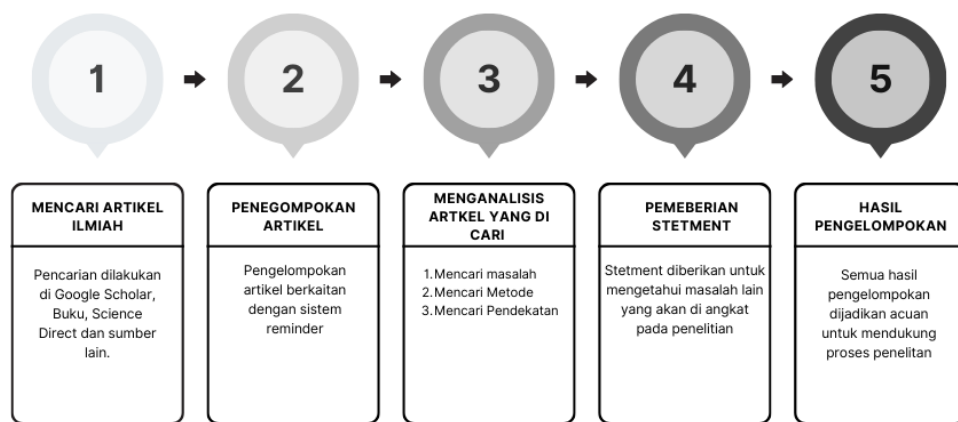 1
2
3
4
5
MENCARI ARTIKEL
ILMIAH
Pencarian dilakukan
di Google Scholar,
Buku, Science
Direct dan sumber
lain.
PENEGOMPOKAN
ARTIKEL
Pengelompokan
artikel berkaitan
dengan sistem
reminder
MENGANALISIS
ARTKEL YANG DI
CARI
1.Mencari masalah
2.Mencari Metode
3.Mencari Pendekatan
PEMEBERIAN
STETMENT
Stetment diberikan untuk
mengetahui masalah lain
yang akan di angkat
pada penelitian
HASIL
PENGELOMPOKAN
Semua hasil
pengelompokan
dijadikan acuan
untuk mendukung
proses penelitan